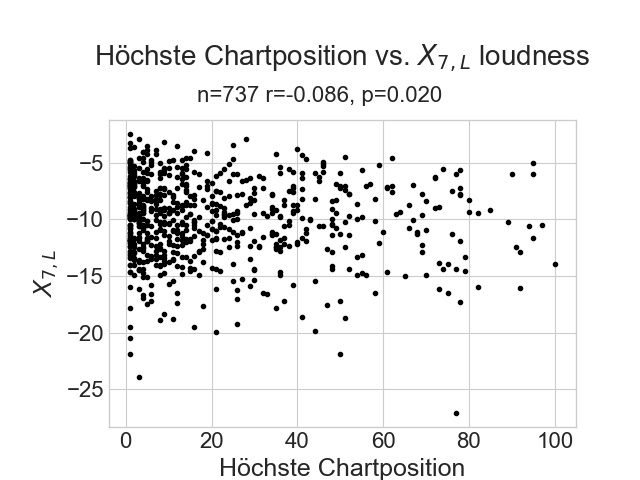 Höchste Chartposition vs. X₇,L loudness
n=737 r=-0.086, p=0.020
X₇,L
−5
−10
−15
−20
−25
0 20 40 60 80 100
Höchste Chartposition